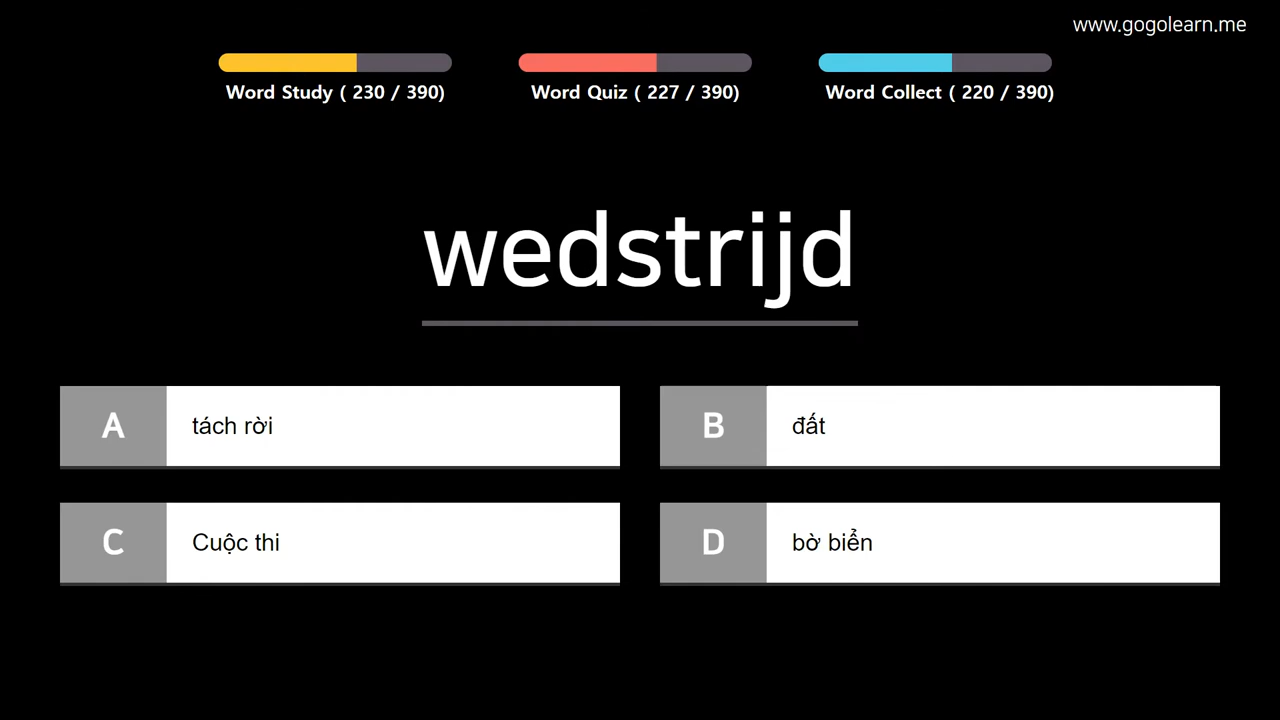 www.gogolearn.me
Word Study ( 230 / 390)
Word Quiz ( 227 / 390)
Word Collect ( 220 / 390)
wedstrijd
A tách rời
B đất
C Cuộc thi
D bờ biển